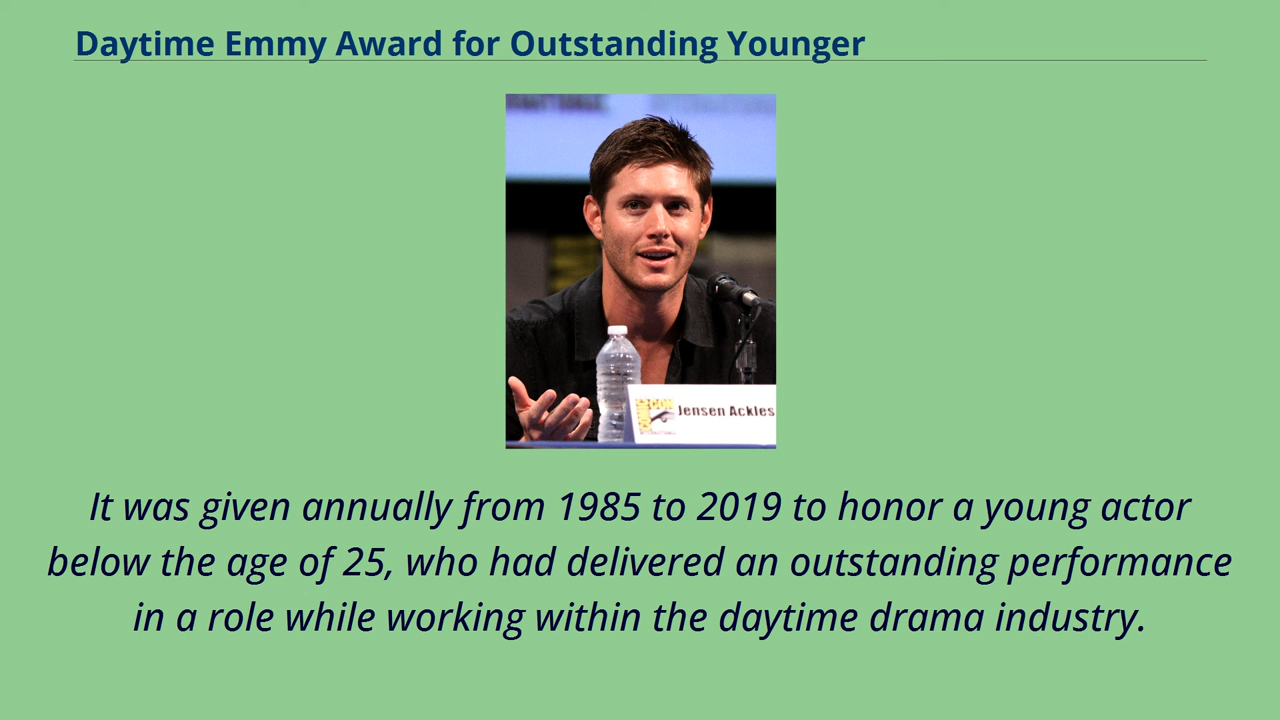 Daytime Emmy Award for Outstanding Younger
Jensen Ackles
It was given annually from 1985 to 2019 to honor a young actor
below the age of 25, who had delivered an outstanding performance
in a role while working within the daytime drama industry.